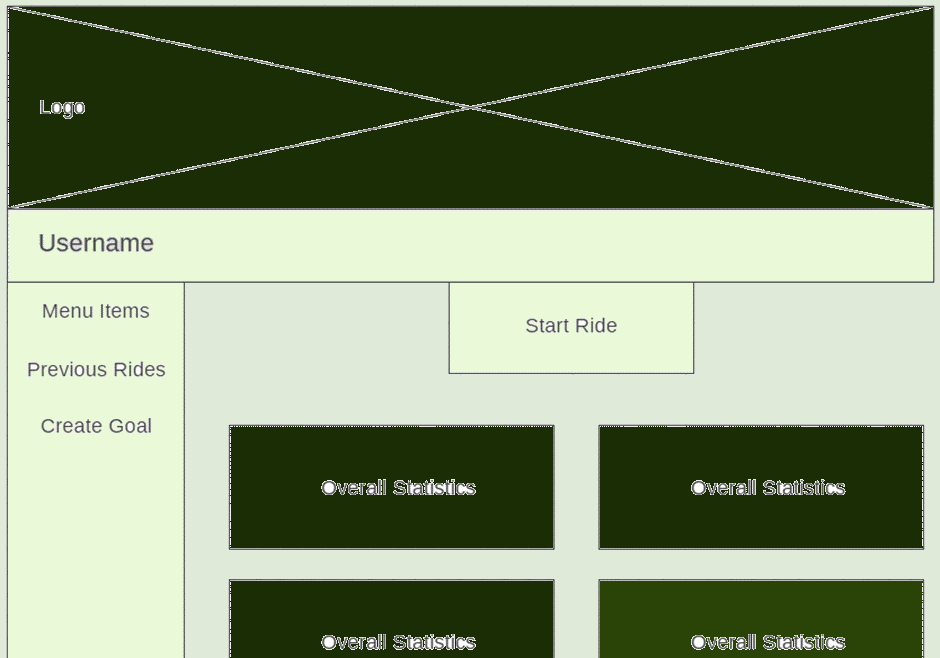 Logo
Username
Menu Items
Start Ride
Previous Rides
Create Goal
Overall Statistics
Overall Statistics
Overall Statistics
Overall Statistics